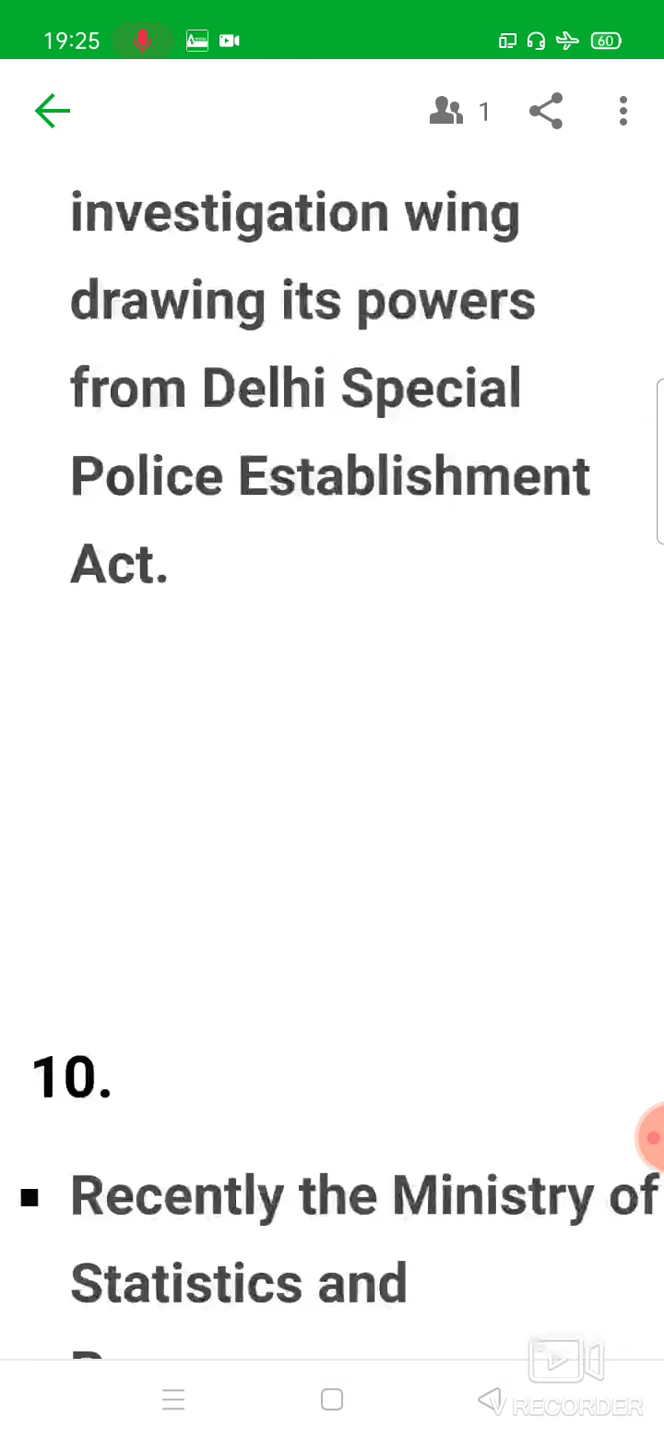 19:25
60
1
investigation wing
drawing its powers
from Delhi Special
Police Establishment
Act.
10.
▪ Recently the Ministry of
Statistics and
V RECORDER